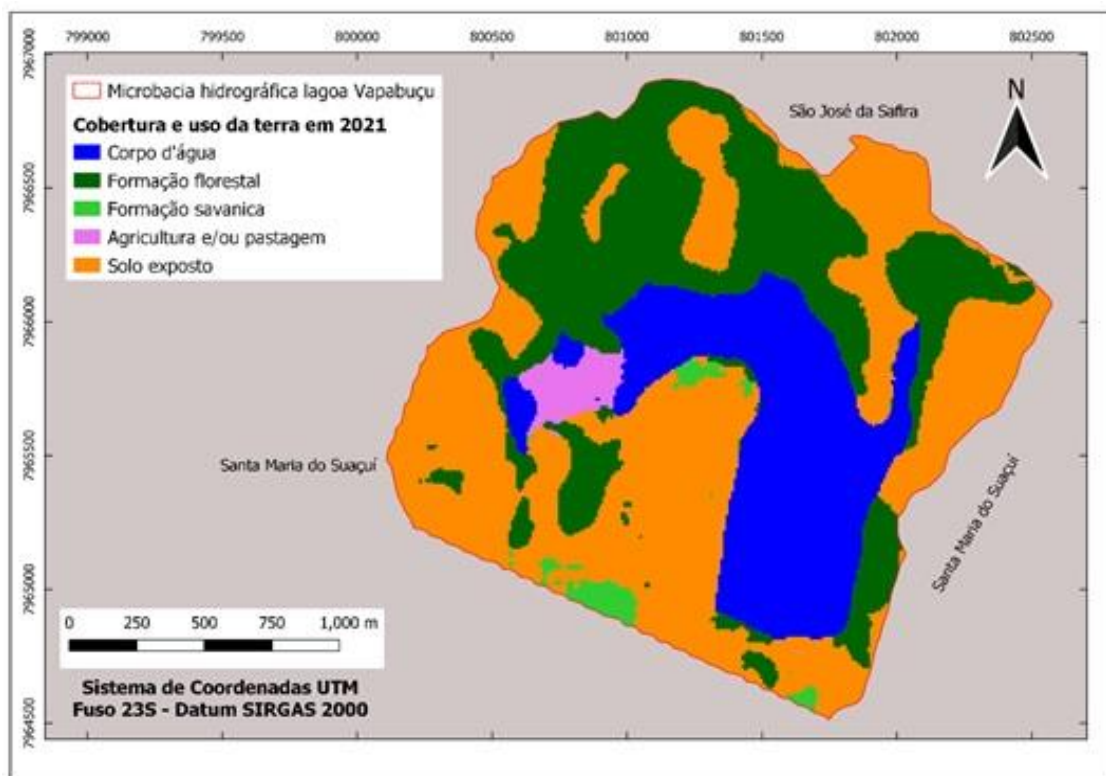 799000 799500 800000 800500 801000 801500 802000 802500
7967000
7966500
7966000
7965500
7965000
7964500
Microbacia hidrográfica lagoa Vapabuçu
Cobertura e uso da terra em 2021
Corpo d'água
Formação florestal
Formação savanica
Agricultura e/ou pastagem
Solo exposto
São José da Safira
N
Santa Maria do Suaçuí
Santa Maria do Suaçuí
0 250 500 750 1,000 m
Sistema de Coordenadas UTM
Fuso 23S - Datum SIRGAS 2000